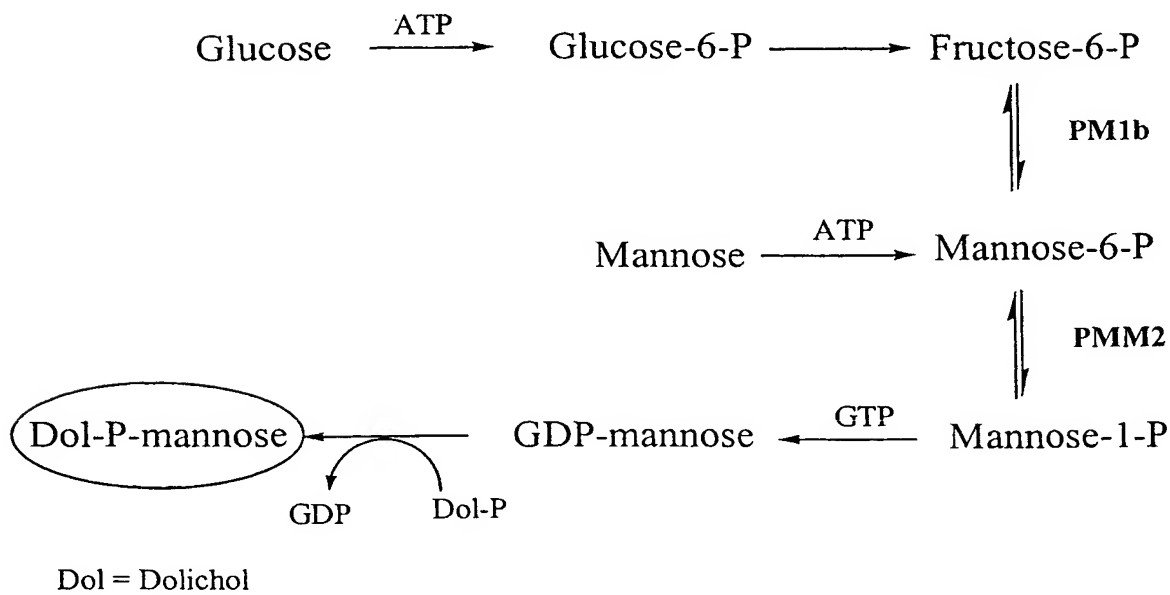 ATP
Glucose Glucose-6-P Fructose-6-P
PM1b
ATP
Mannose Mannose-6-P
PMM2
GTP
Dol-P-mannose GDP-mannose Mannose-1-P
GDP Dol-P
Dol = Dolichol